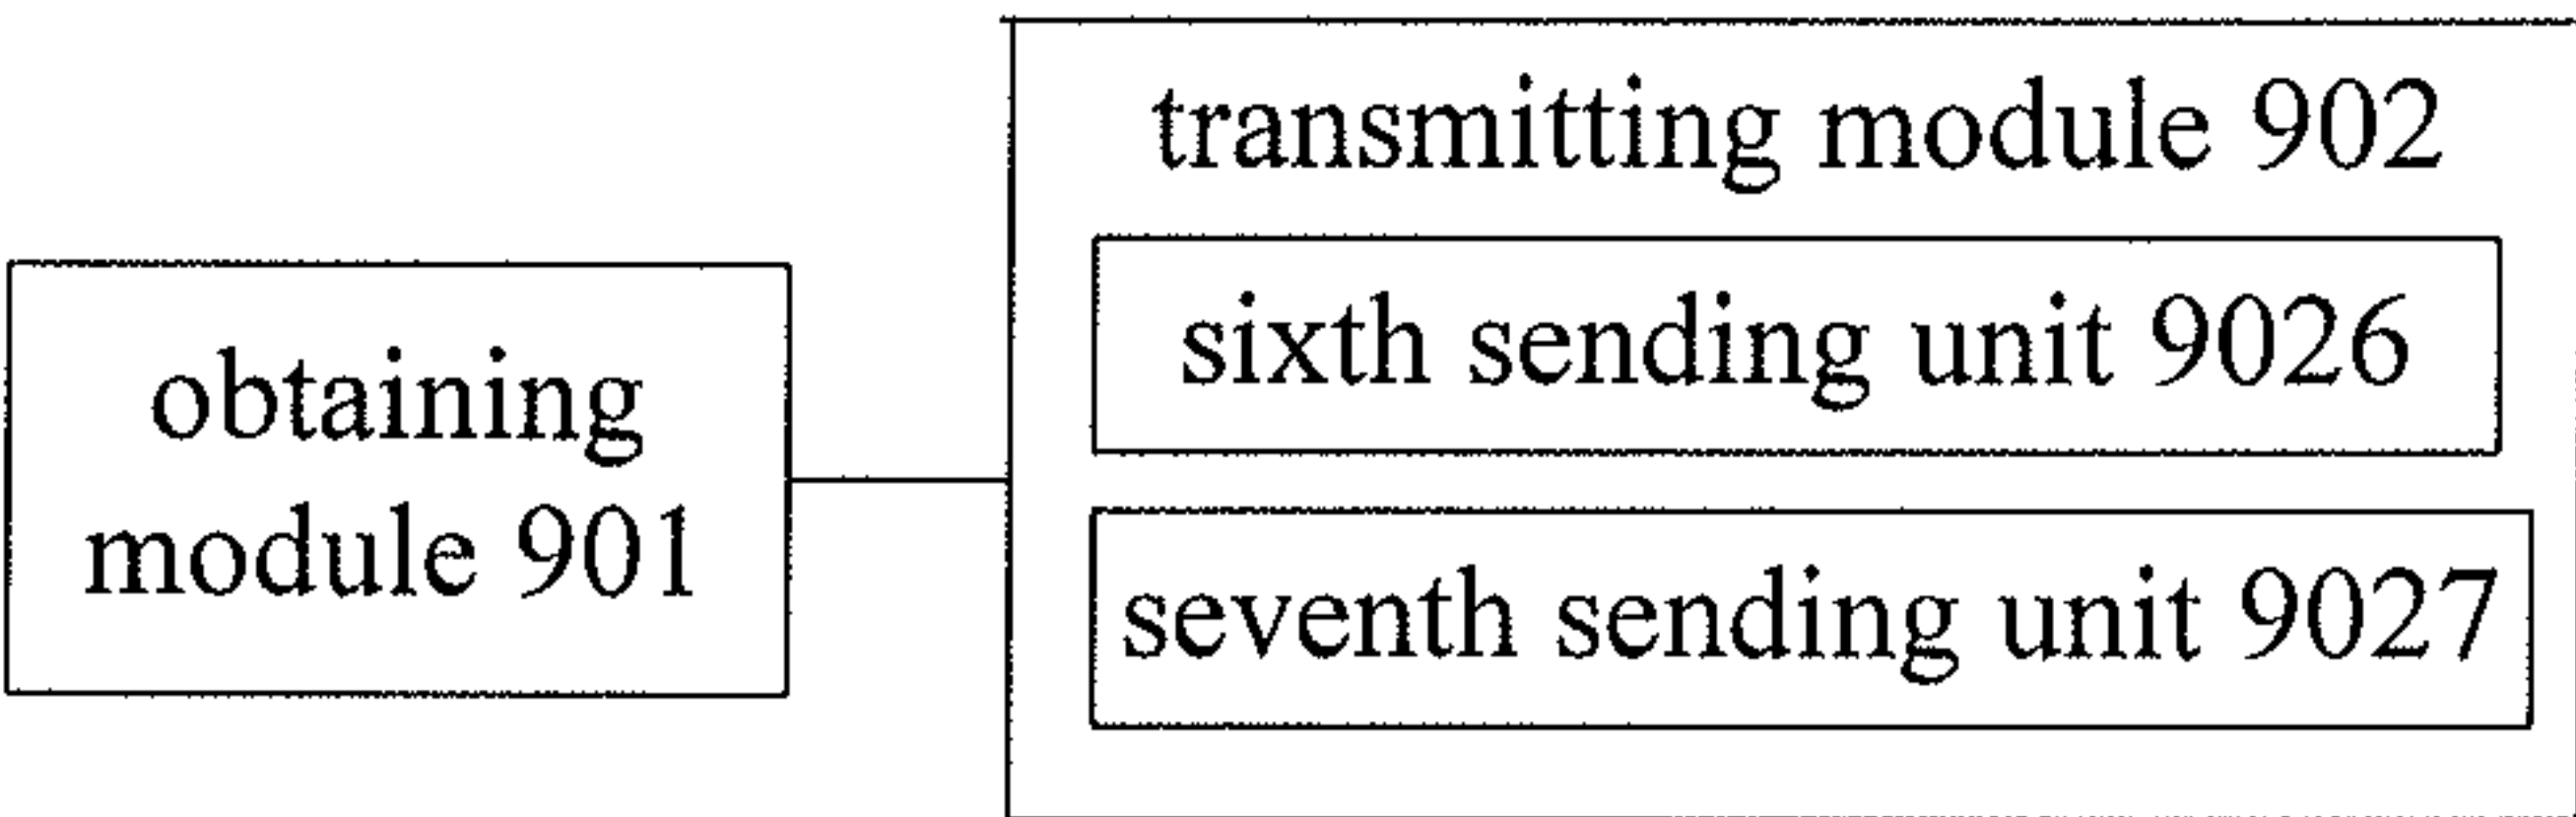 obtaining
module 901
transmitting module 902
sixth sending unit 9026
seventh sending unit 9027